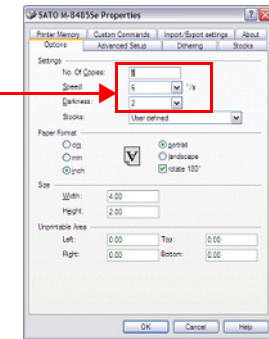 SATO M-8485Se Properties
Printer Memory Custom Commands Import/Export settings About
Options Advanced Setup Dithering Stocks
Settings
No. Of Copies: 1
Speed: 6 "/s
Darkness: 2
Stocks: User defined
Paper Format
cm portrait
mm landscape
inch rotate 180°
Size
Width: 4.00
Height: 2.00
Unprintable Area
Left: 0.00 Top: 0.00
Right: 0.00 Bottom: 0.00
OK Cancel Help